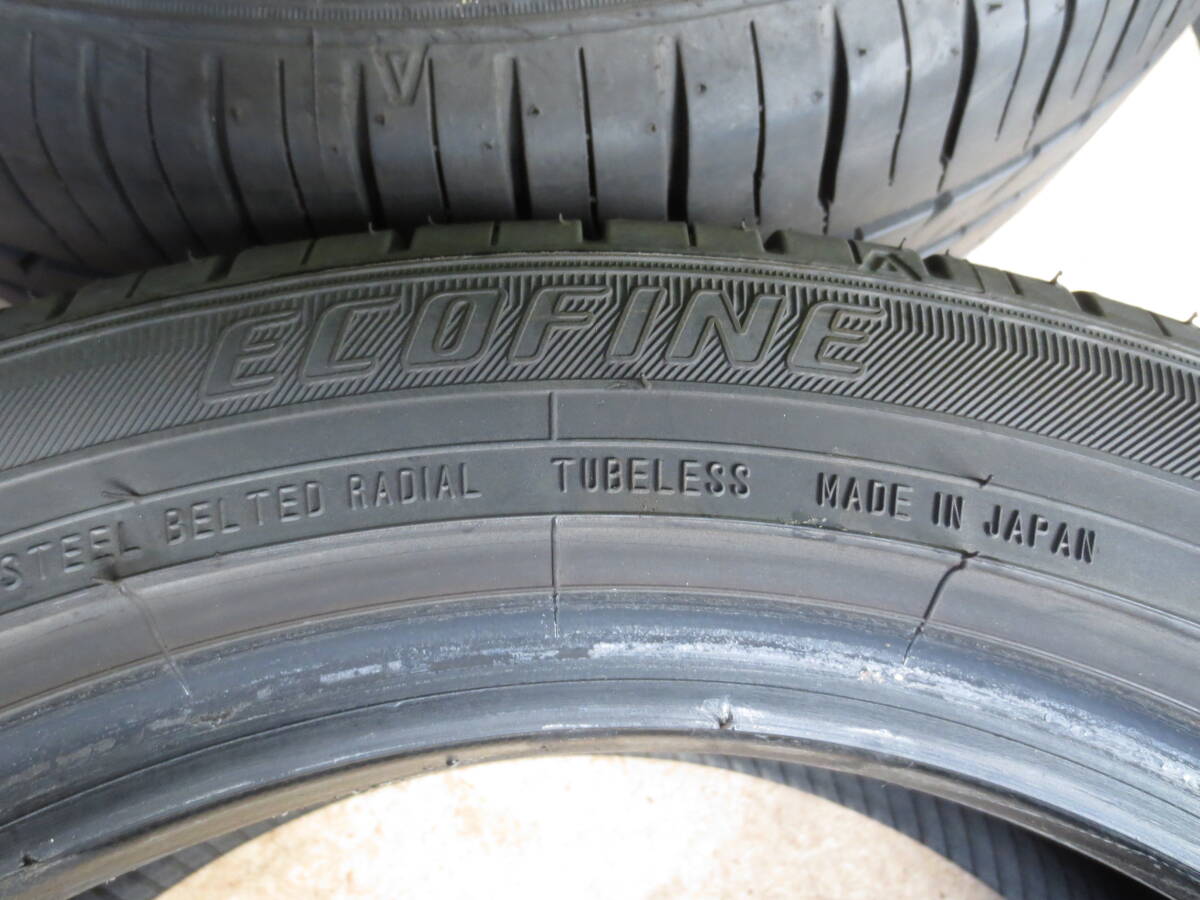 ECOFINE
STEEL BELTED RADIAL TUBELESS MADE IN JAPAN